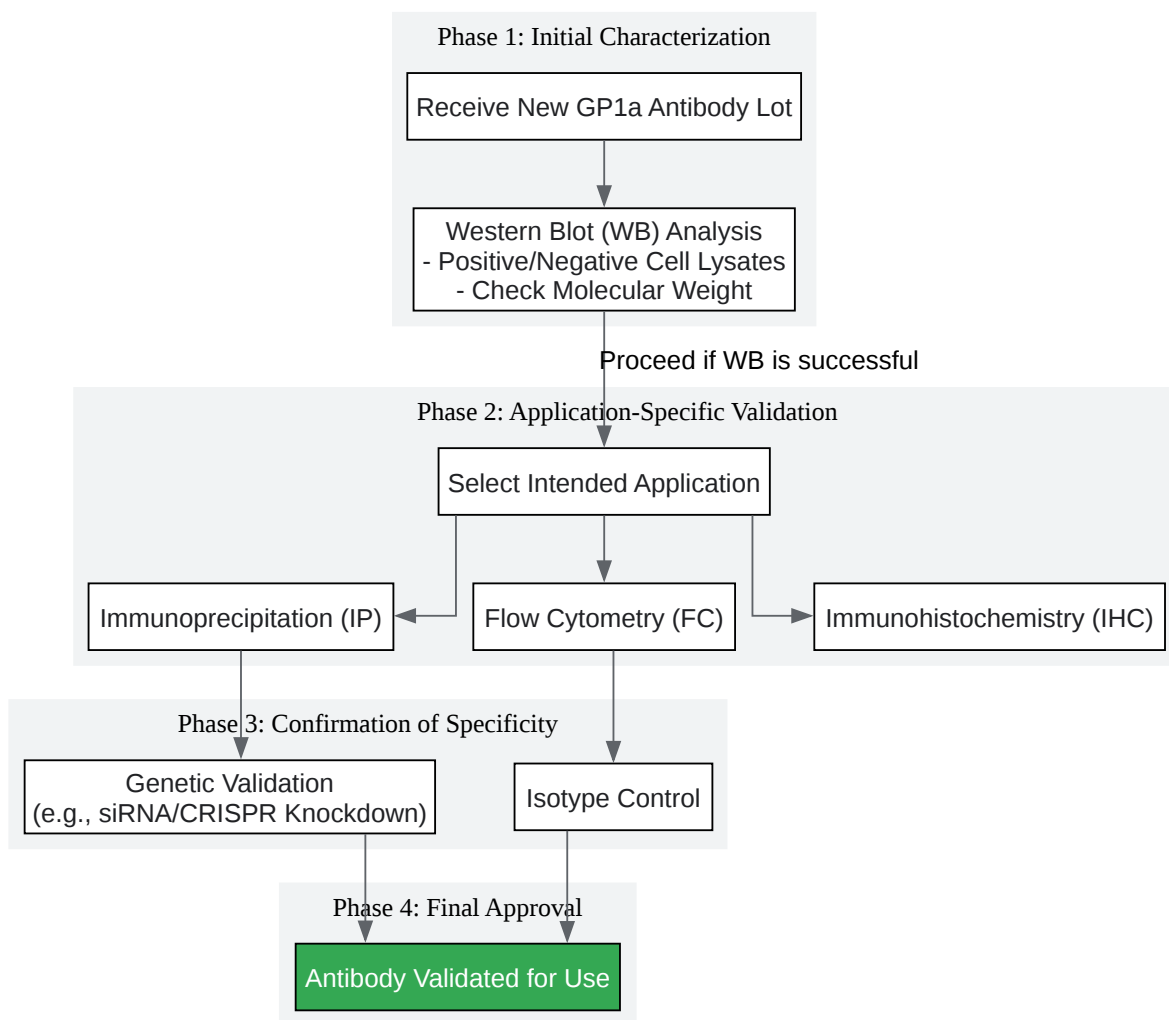 Phase 1: Initial Characterization
Receive New GP1a Antibody Lot
Western Blot (WB) Analysis
- Positive/Negative Cell Lysates
- Check Molecular Weight
Proceed if WB is successful
Phase 2: Application-Specific Validation
Select Intended Application
Immunoprecipitation (IP)
Flow Cytometry (FC)
Immunohistochemistry (IHC)
Phase 3: Confirmation of Specificity
Genetic Validation
(e.g., siRNA/CRISPR Knockdown)
Isotype Control
Phase 4: Final Approval
Antibody Validated for Use